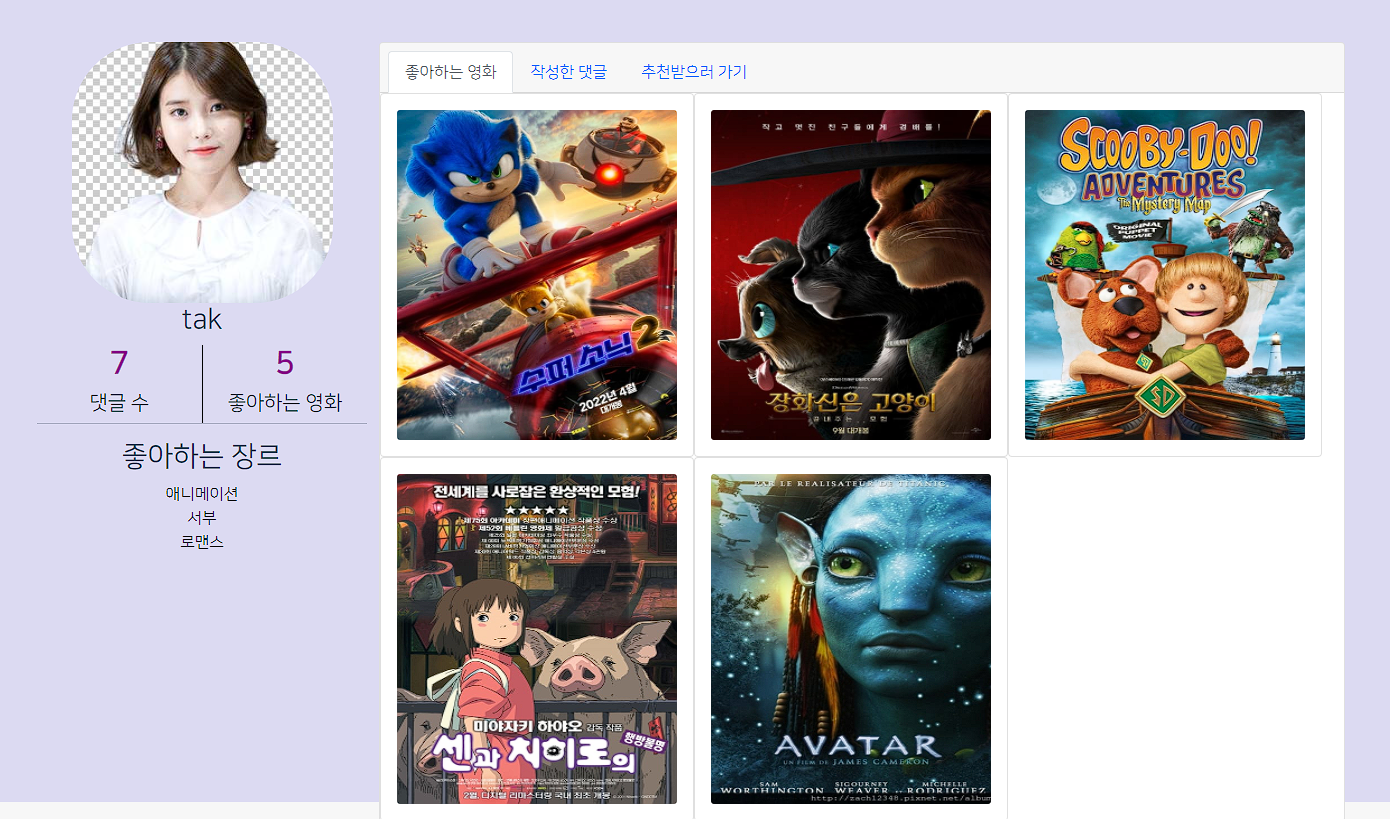 tak
7
댓글 수
5
좋아하는 영화
좋아하는 장르
애니메이션
서부
로맨스
좋아하는 영화
작성한 댓글
추천받으러 가기
수퍼소닉2
2022년 4월
대개봉
작고 멋진 친구들에게 경배를!
장화신은 고양이
끝내주는 모험
9월 대개봉
SCOOBY-DOO!
ADVENTURES
The Mystery Map
ORIGINAL
PUPPET
MOVIE
SD
SD
전세계를 사로잡은 환상적인 모험!
★★★★★
제75회 아카데미 장편애니메이션 작품상 수상
제52회 베를린 영화제 황금곰상 수상
미야자키 하야오 감독 작품
센과 치히로의
행방불명
2월, 디지털 리마스터링 국내 최초 개봉
PAR LE REALISATEUR DE TITANIC,
AVATAR
UN FILM DE JAMES CAMERON
SAM SIGOURNEY MICHELLE
WORTHINGTON WEAVER RODRIGUEZ
http://zach12348.pixnet.net/album